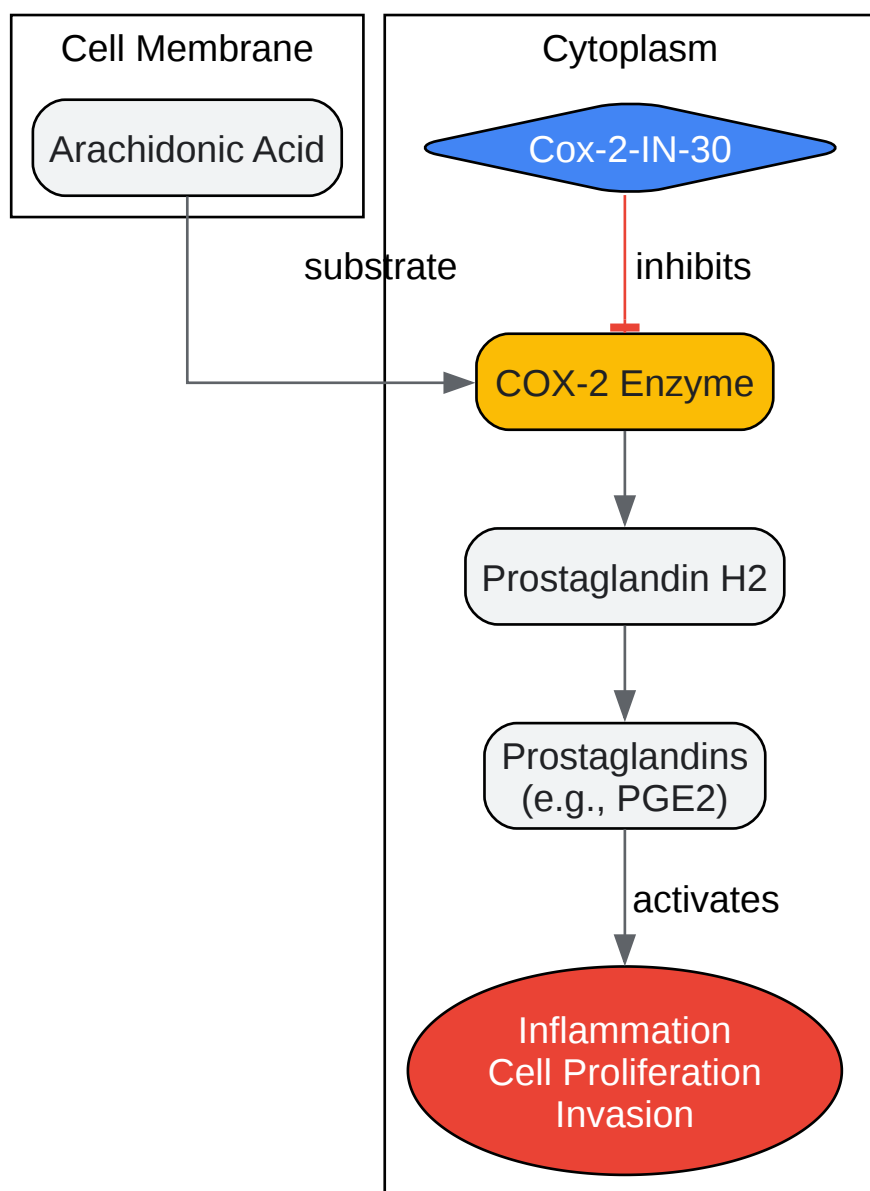 Cell Membrane
Cytoplasm
Arachidonic Acid
Cox-2-IN-30
substrate
inhibits
COX-2 Enzyme
Prostaglandin H2
Prostaglandins
(e.g., PGE2)
activates
Inflammation
Cell Proliferation
Invasion